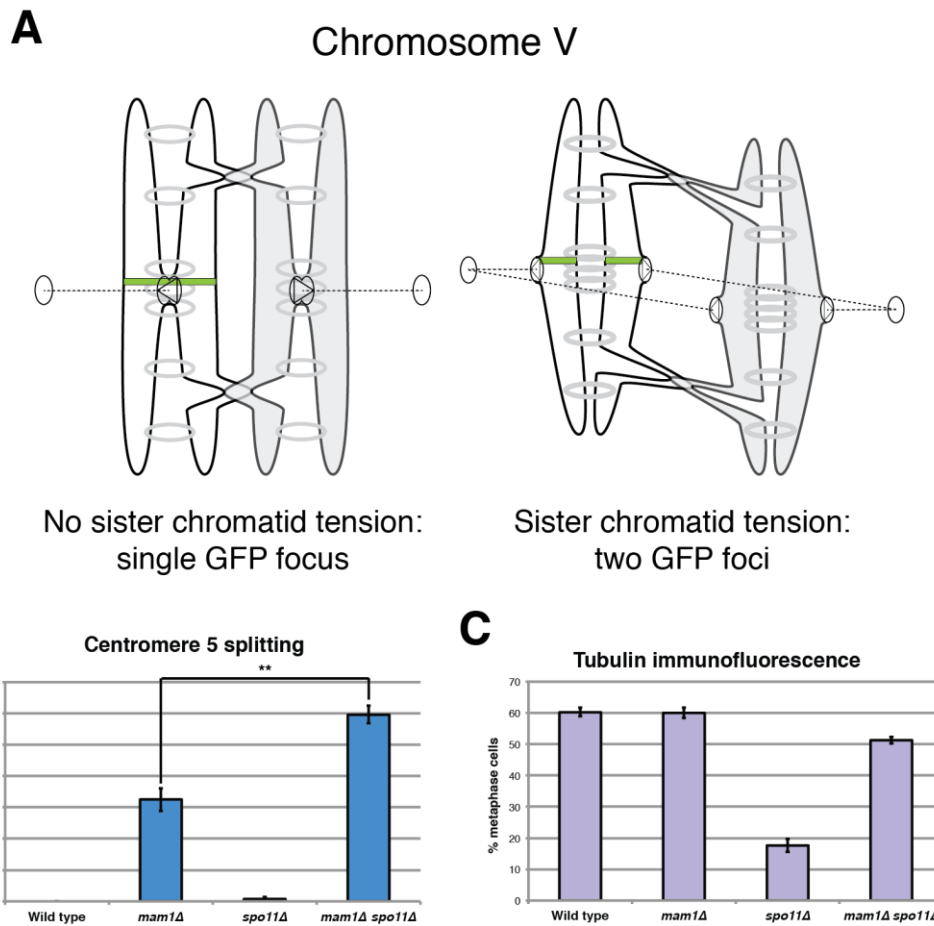 A
Chromosome V
No sister chromatid tension:
single GFP focus
Sister chromatid tension:
two GFP foci
Centromere 5 splitting
**
Wild type
mam1Δ
spo11Δ
mam1Δ spo11Δ
C
Tubulin immunofluorescence
% metaphase cells
70
60
50
40
30
20
10
0
Wild type
mam1Δ
spo11Δ
mam1Δ spo11Δ